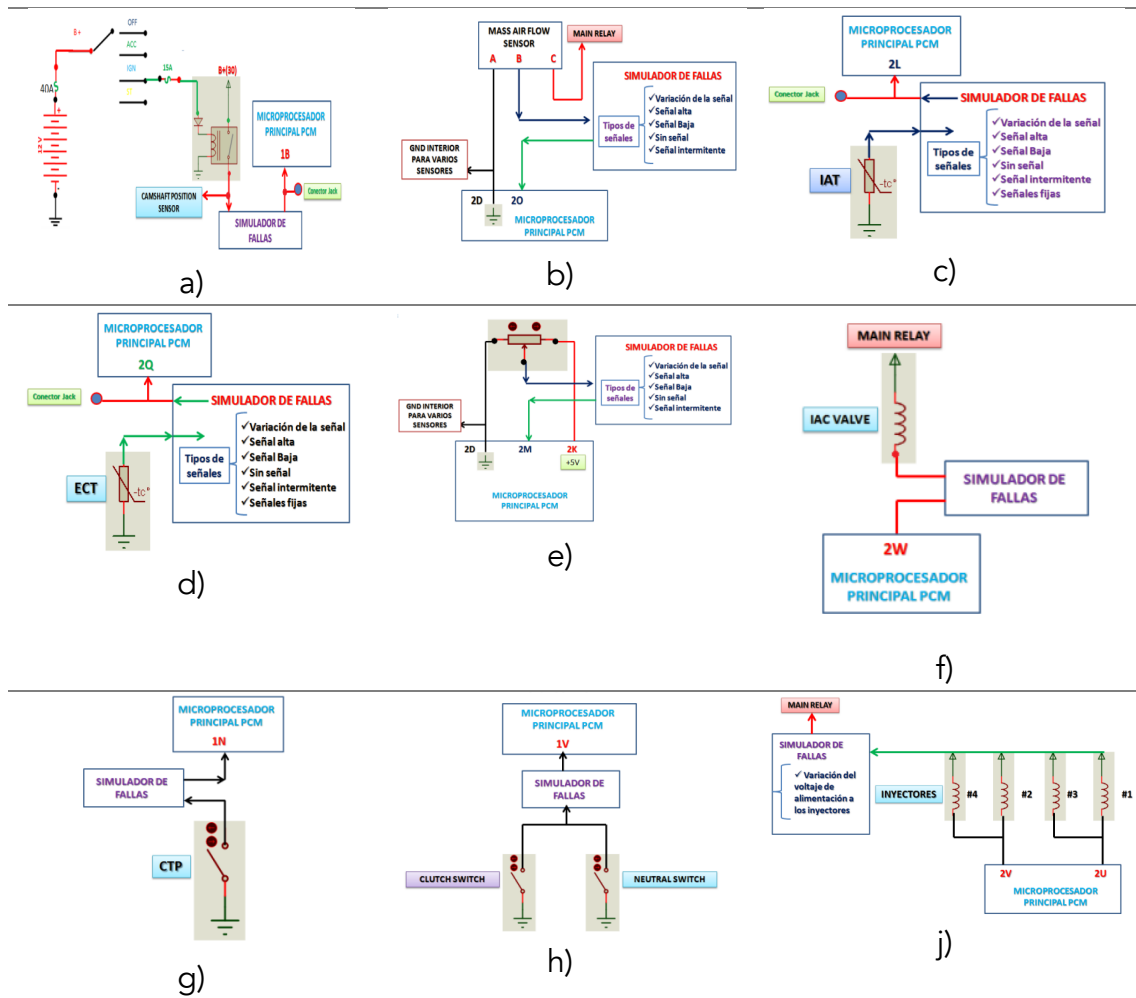 OFF
B+
ACC
IGN
15A
B+(30)
40A
12 V
MICROPROCESADOR
PRINCIPAL PCM
1B
CAMSHAFT POSITION
SENSOR
Conector Jack
SIMULADOR DE
FALLAS
a)
MASS AIR FLOW
SENSOR
A B C
MAIN RELAY
SIMULADOR DE FALLAS
Tipos de
señales
✓Variación de la señal
✓Señal alta
✓Señal Baja
✓Sin señal
✓Señal intermitente
GND INTERIOR
PARA VARIOS
SENSORES
2D 2O
MICROPROCESADOR
PRINCIPAL PCM
b)
MICROPROCESADOR
PRINCIPAL PCM
2L
Conector Jack
SIMULADOR DE FALLAS
Tipos de
señales
✓Variación de la señal
✓Señal alta
✓Señal Baja
✓Sin señal
✓Señal intermitente
✓Señales fijas
IAT
-tc°
c)
MICROPROCESADOR
PRINCIPAL PCM
2Q
Conector Jack
SIMULADOR DE FALLAS
Tipos de
señales
✓Variación de la señal
✓Señal alta
✓Señal Baja
✓Sin señal
✓Señal intermitente
✓Señales fijas
ECT
-tc°
d)
SIMULADOR DE FALLAS
Tipos de
señales
✓Variación de la señal
✓Señal alta
✓Señal Baja
✓Sin señal
✓Señal intermitente
GND INTERIOR
PARA VARIOS
SENSORES
2D 2M 2K
+5V
MICROPROCESADOR
PRINCIPAL PCM
e)
MAIN RELAY
IAC VALVE
SIMULADOR DE
FALLAS
2W
MICROPROCESADOR
PRINCIPAL PCM
f)
MICROPROCESADOR
PRINCIPAL PCM
1N
SIMULADOR DE
FALLAS
CTP
g)
MICROPROCESADOR
PRINCIPAL PCM
1V
SIMULADOR DE
FALLAS
CLUTCH SWITCH
NEUTRAL SWITCH
h)
MAIN RELAY
SIMULADOR DE
FALLAS
✓ Variación del
voltaje de
alimentación a
los inyectores
INYECTORES
#4 #2 #3 #1
2V 2U
MICROPROCESADOR
PRINCIPAL PCM
j)